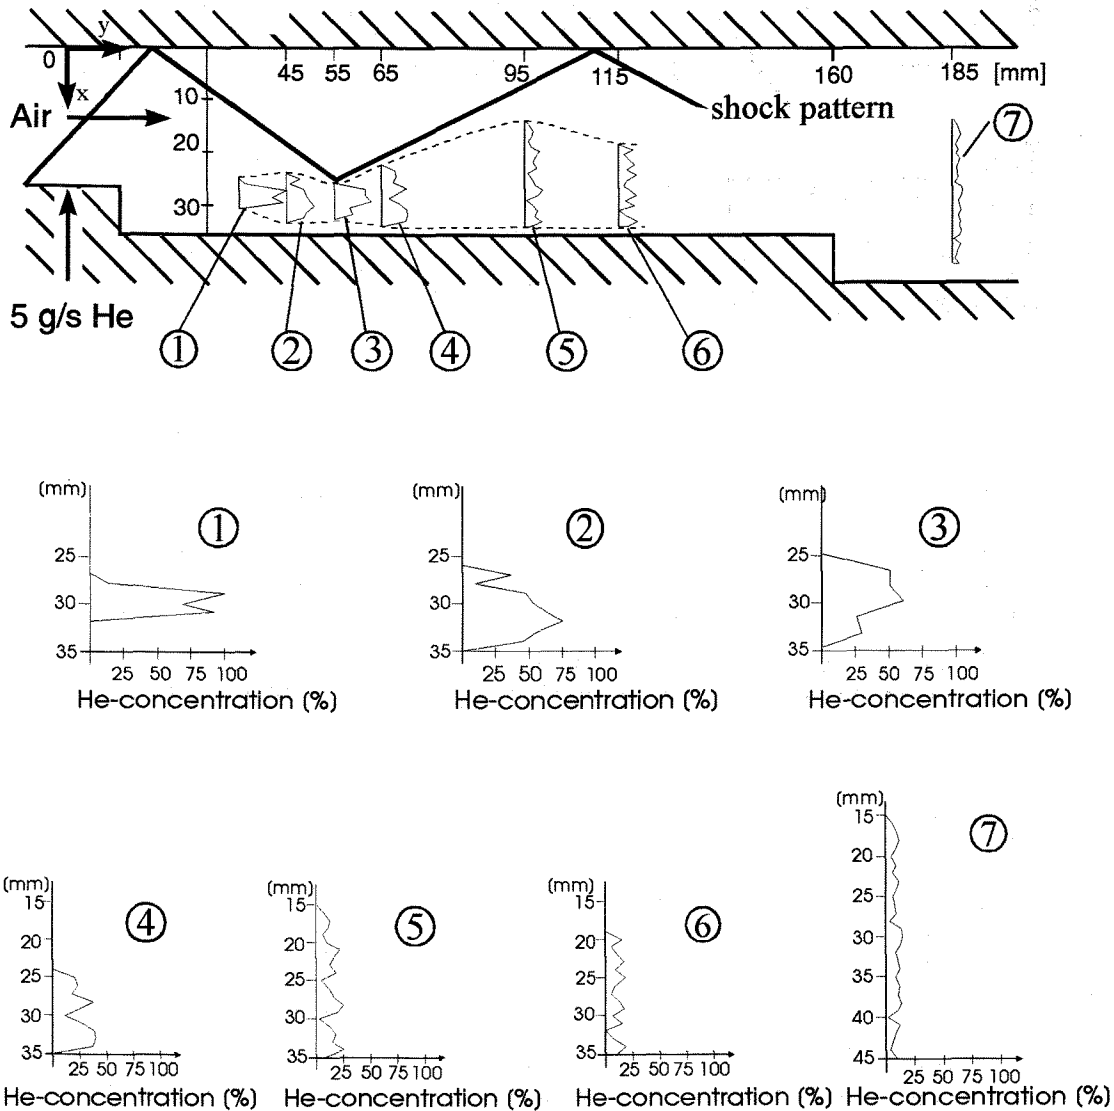 y
0
45 55 65 95 115 160 185 [mm]
x
10
Air
shock pattern
7
20
30
5 g/s He
1 2 3 4 5 6
(mm) (mm) (mm)
1 2 3
25 25 25
30 30 30
35 35 35
25 50 75 100 25 50 75 100 25 50 75 100
He-concentration (%) He-concentration (%) He-concentration (%)
(mm)
15
7
20
25
30
35
40
45
25 50 75 100
He-concentration (%)
(mm) (mm) (mm)
15 15 15
4 5 6
20 20 20
25 25 25
30 30 30
35 35 35
25 50 75 100 25 50 75 100 25 50 75 100
He-concentration (%) He-concentration (%) He-concentration (%)